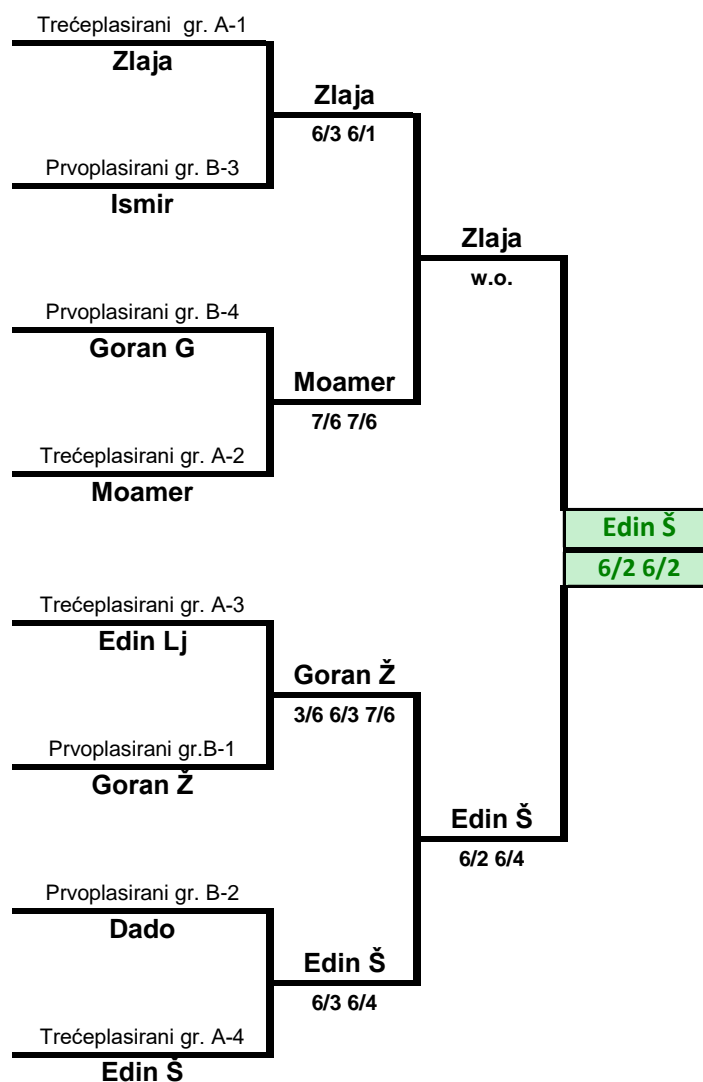 Trećeplasirani  gr. A-1
Zlaja
Zlaja
6/3 6/1
Prvoplasirani gr. B-3
Ismir
Zlaja
w.o.
Prvoplasirani gr. B-4
Goran G
Moamer
7/6 7/6
Trećeplasirani gr. A-2
Moamer
Edin Š
6/2 6/2
Trećeplasirani gr. A-3
Edin Lj
Goran Ž
3/6 6/3 7/6
Prvoplasirani gr.B-1
Goran Ž
Edin Š
6/2 6/4
Prvoplasirani gr. B-2
Dado
Edin Š
6/3 6/4
Trećeplasirani gr. A-4
Edin Š